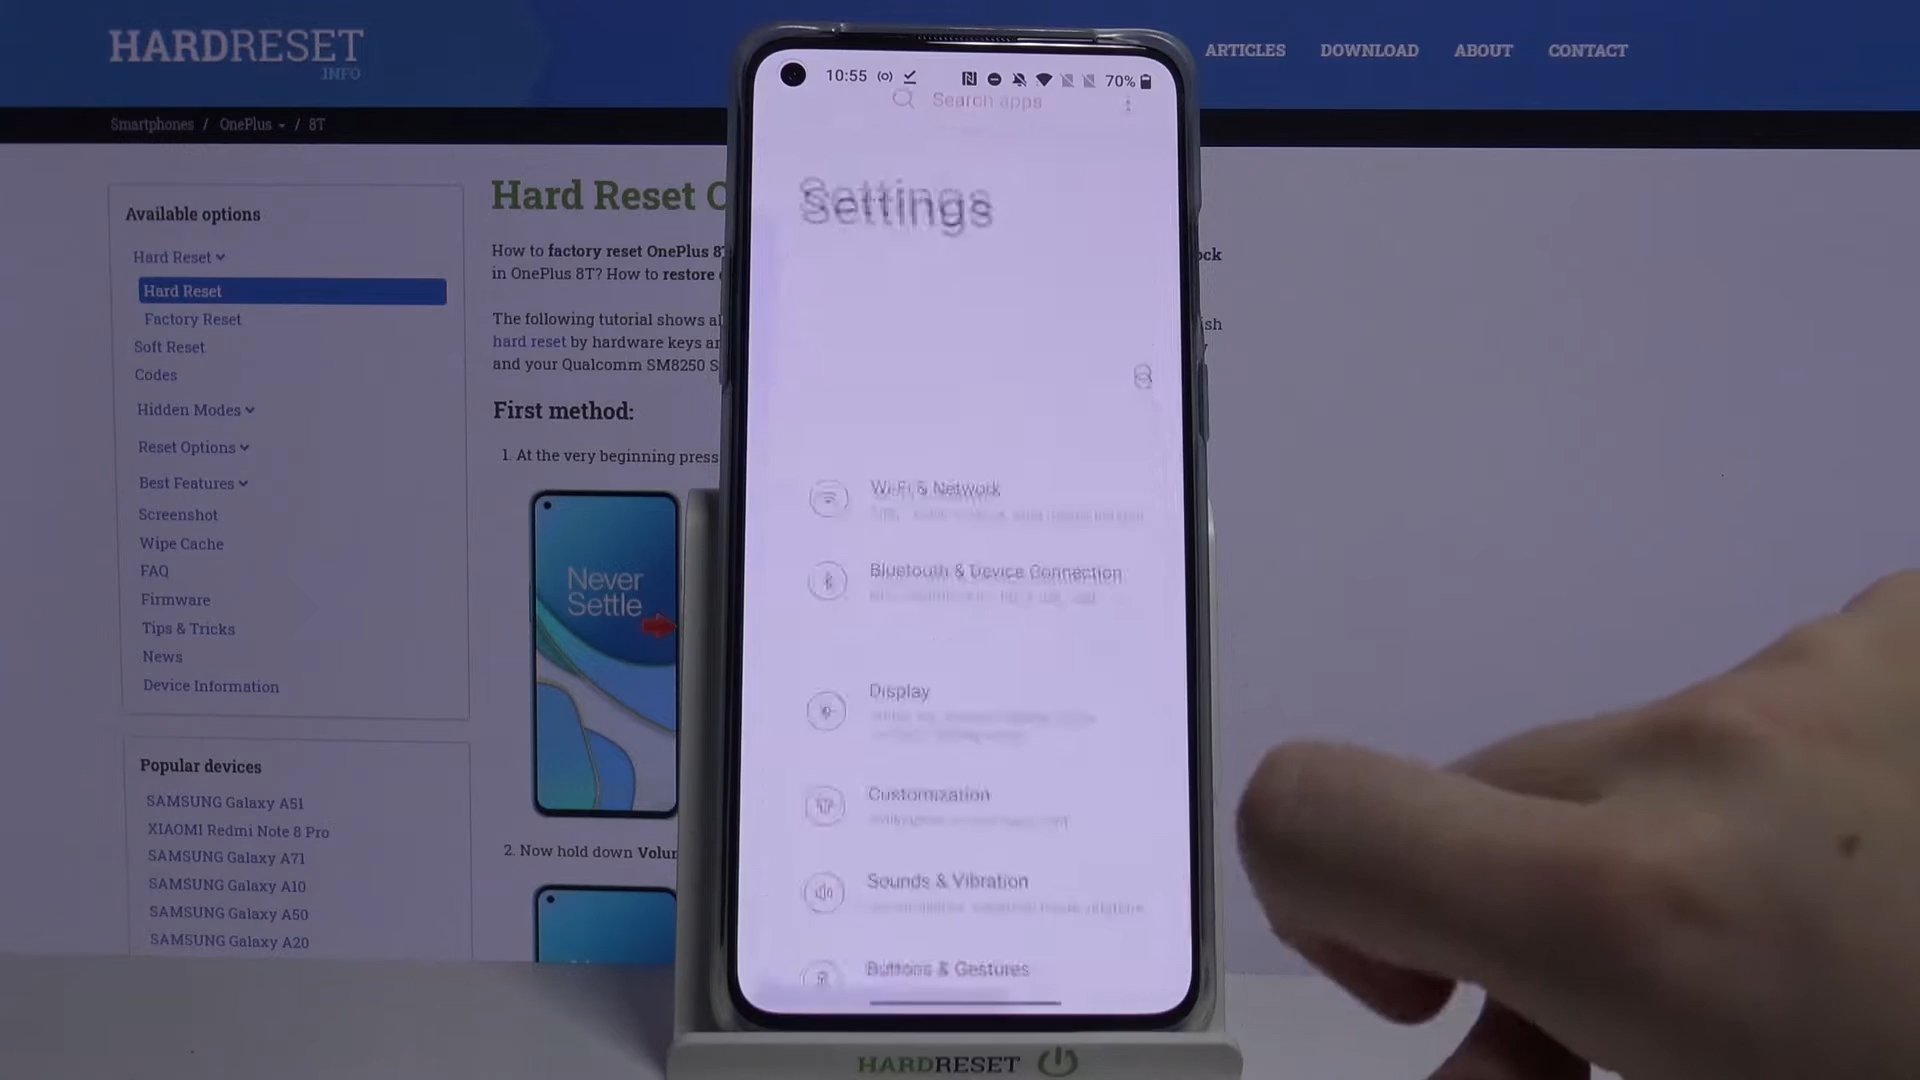 HARDRESET
.INFO
ARTICLES DOWNLOAD ABOUT CONTACT
Smartphones / OnePlus / 8T
Available options
Hard Reset
Hard Reset
Factory Reset
Soft Reset
Codes
Hidden Modes
Reset Options
Best Features
Screenshot
Wipe Cache
FAQ
Firmware
Tips & Tricks
News
Device Information
Popular devices
SAMSUNG Galaxy A51
XIAOMI Redmi Note 8 Pro
SAMSUNG Galaxy A71
SAMSUNG Galaxy A10
SAMSUNG Galaxy A50
SAMSUNG Galaxy A20
Hard Reset
How to factory reset OnePlus 8
in OnePlus 8T? How to restore
The following tutorial shows
hard reset by hardware keys
and your Qualcomm SM8250
First method:
1. At the very beginning press
Never
Settle
2. Now hold down
10:55 70%
Search apps
Settings
Wi-Fi & Network
Bluetooth & Device Connection
Display
Customization
Sounds & Vibration
Buttons & Gestures
HARDRESET